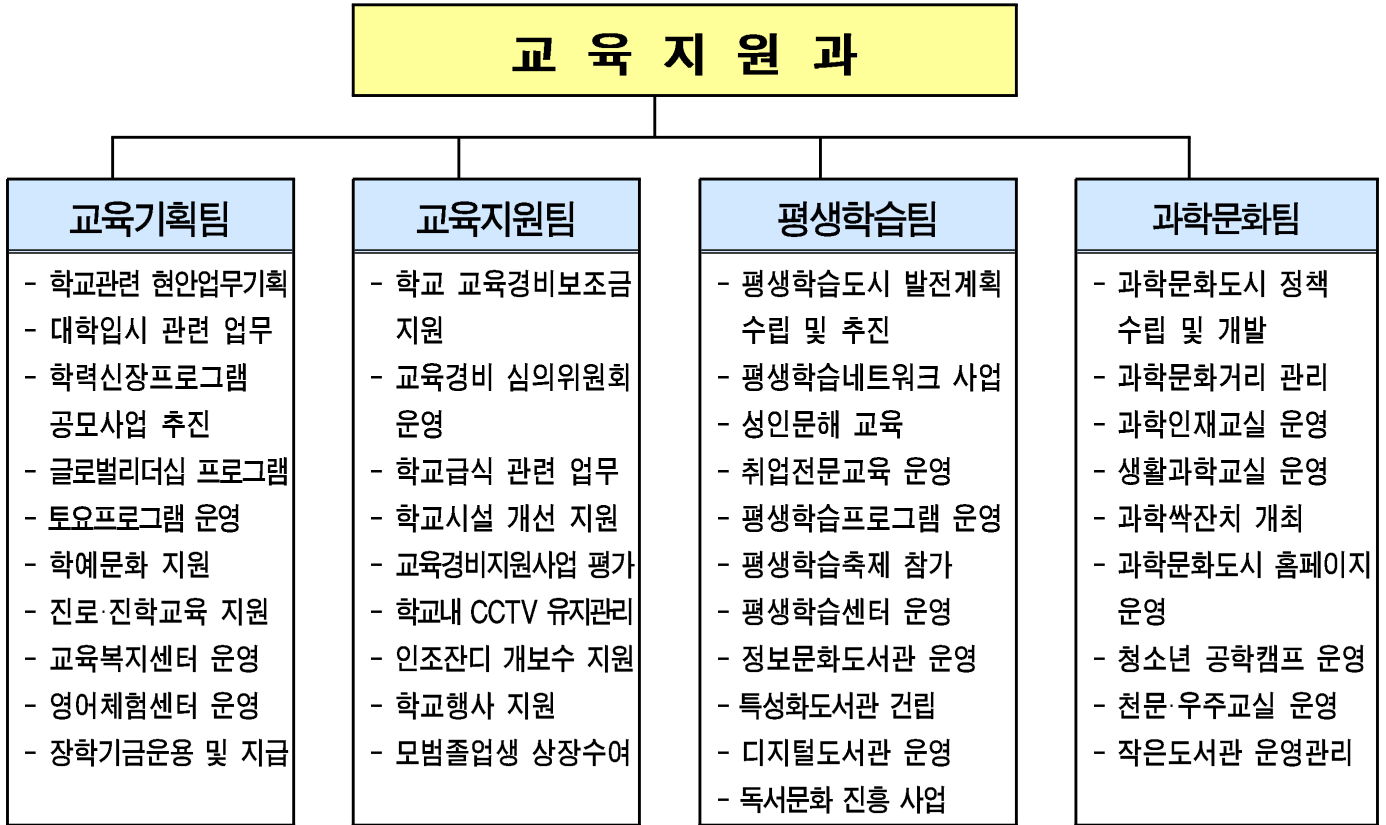 교 육 지 원 과
교육기획팀
- 학교관련 현안업무기획
- 대학입시 관련 업무
- 학력신장프로그램
공모사업 추진
- 글로벌리더십 프로그램
- 토요프로그램 운영
- 학예문화 지원
- 진로·진학교육 지원
- 교육복지센터 운영
- 영어체험센터 운영
- 장학기금운용 및 지급
교육지원팀
- 학교 교육경비보조금
지원
- 교육경비 심의위원회
운영
- 학교급식 관련 업무
- 학교시설 개선 지원
- 교육경비지원사업 평가
- 학교내 CCTV 유지관리
- 인조잔디 개보수 지원
- 학교행사 지원
- 모범졸업생 상장수여
평생학습팀
- 평생학습도시 발전계획
수립 및 추진
- 평생학습네트워크 사업
- 성인문해 교육
- 취업전문교육 운영
- 평생학습프로그램 운영
- 평생학습축제 참가
- 평생학습센터 운영
- 정보문화도서관 운영
- 특성화도서관 건립
- 디지털도서관 운영
- 독서문화 진흥 사업
과학문화팀
- 과학문화도시 정책
수립 및 개발
- 과학문화거리 관리
- 과학인재교실 운영
- 생활과학교실 운영
- 과학싹잔치 개최
- 과학문화도시 홈페이지
운영
- 청소년 공학캠프 운영
- 천문·우주교실 운영
- 작은도서관 운영관리